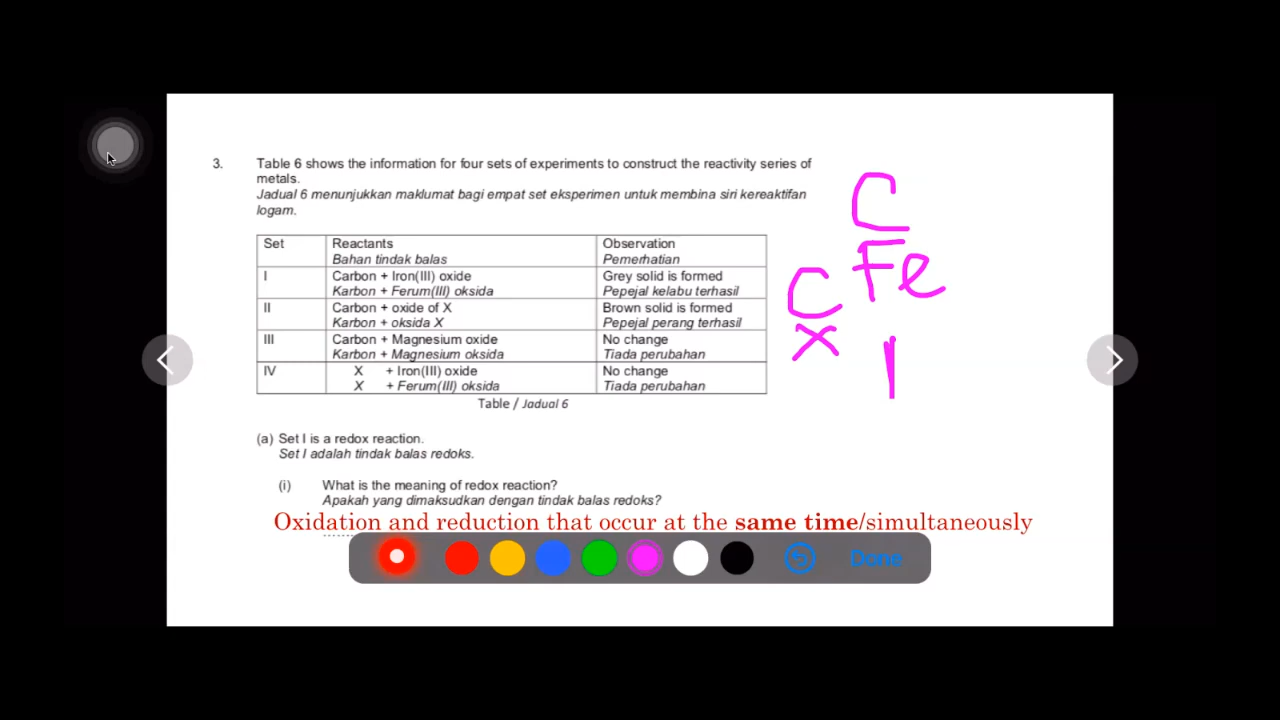 3. Table 6 shows the information for four sets of experiments to construct the reactivity series of
metals.
Jadual 6 menunjukkan maklumat bagi empat set eksperimen untuk membina siri kereaktifan
logam.
Set Reactants Observation
Bahan tindak balas Pemerhatian
I Carbon + Iron(III) oxide Grey solid is formed
Karbon + Ferum(III) oksida Pepejal kelabu terhasil
II Carbon + oxide of X Brown solid is formed
Karbon + oksida X Pepejal perang terhasil
III Carbon + Magnesium oxide No change
Karbon + Magnesium oksida Tiada perubahan
IV X + Iron(III) oxide No change
X + Ferum(III) oksida Tiada perubahan
Table / Jadual 6
C
Fe
C
X
(a) Set I is a redox reaction.
Set I adalah tindak balas redoks.
(i) What is the meaning of redox reaction?
Apakah yang dimaksudkan dengan tindak balas redoks?
Oxidation and reduction that occur at the same time/simultaneously
Done